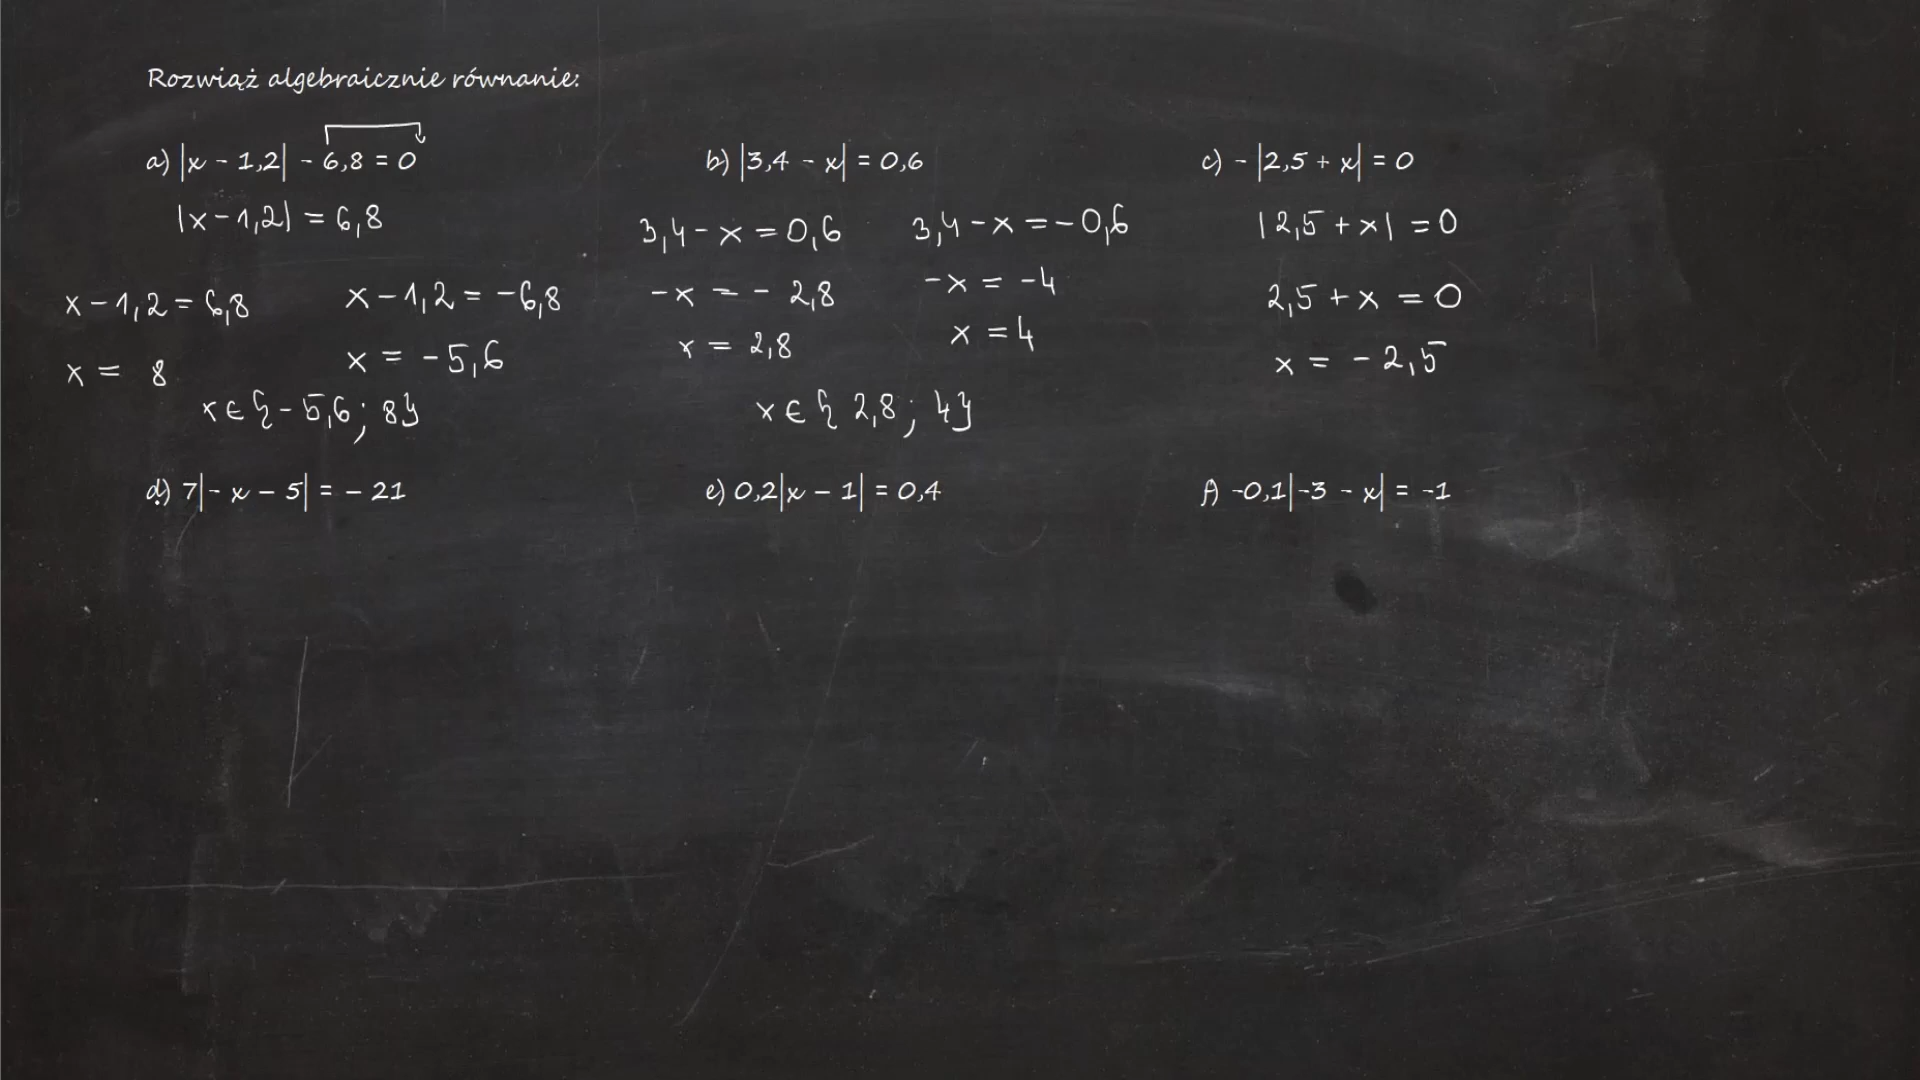 Rozwiąż algebraicznie równanie:
a) |x - 1,2| - 6,8 = 0
|x - 1,2| = 6,8
x - 1,2 = 6,8
x = 8
x - 1,2 = -6,8
x = -5,6
x ∈ {-5,6; 8}
b) |3,4 - x| = 0,6
3,4 - x = 0,6
-x = - 2,8
x = 2,8
3,4 - x = -0,6
-x = -4
x = 4
x ∈ {2,8; 4}
c) - |2,5 + x| = 0
|2,5 + x| = 0
2,5 + x = 0
x = - 2,5
d) 7|- x - 5| = - 21
e) 0,2|x - 1| = 0,4
f) -0,1|-3 - x| = -1